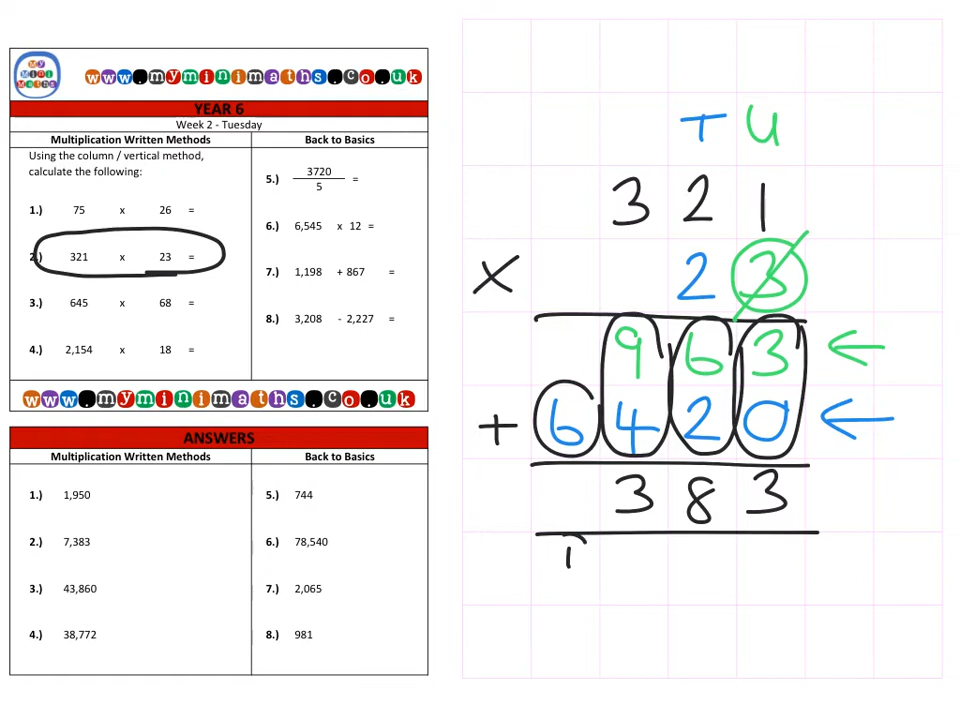 My
Mini
Maths
www.myminimaths.co.uk
YEAR 6
Week 2 - Tuesday
Multiplication Written Methods
Back to Basics
Using the column / vertical method,
calculate the following:
1.) 75 x 26 =
2.) 321 x 23 =
3.) 645 x 68 =
4.) 2,154 x 18 =
5.) 3720
5 =
6.) 6,545 x 12 =
7.) 1,198 + 867 =
8.) 3,208 - 2,227 =
www.myminimaths.co.uk
ANSWERS
Multiplication Written Methods
Back to Basics
1.) 1,950
2.) 7,383
3.) 43,860
4.) 38,772
5.) 744
6.) 78,540
7.) 2,065
8.) 981
T U
3 2 1
X 2 3
9 6 3 ←
+ 6 4 2 0 ←
3 8 3
1